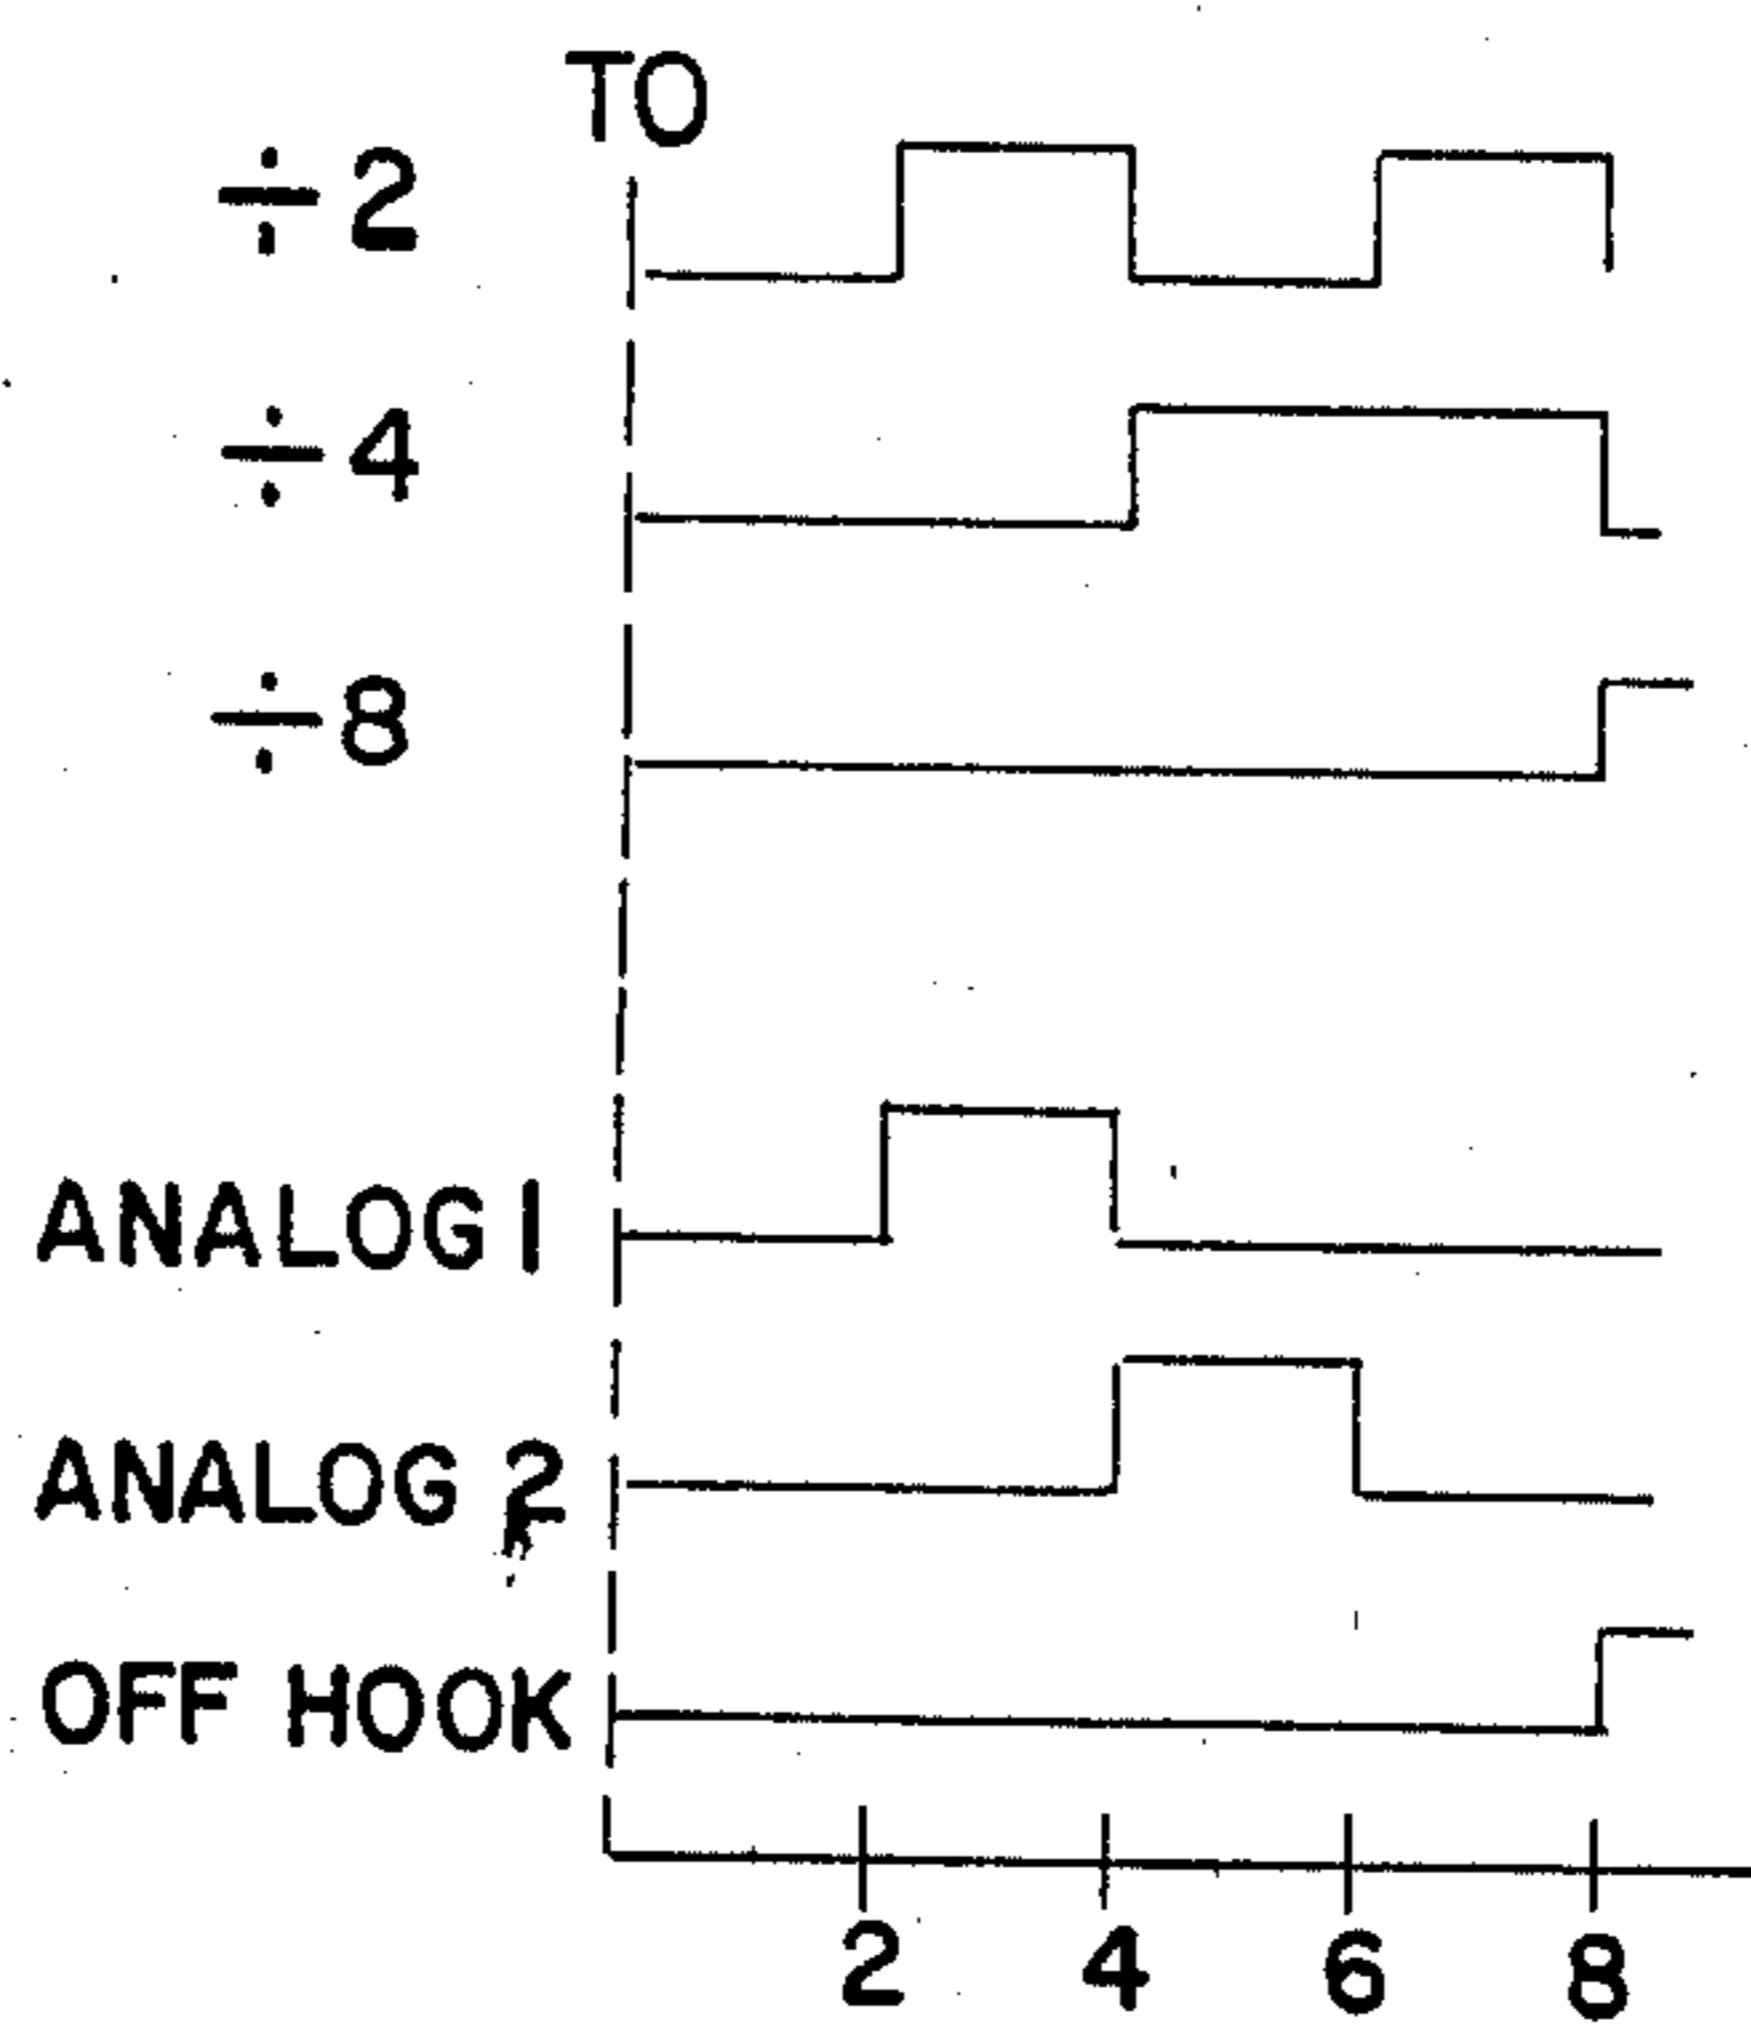 TO
÷2
÷4
÷8
ANALOG 1
ANALOG 2
OFF HOOK
2 4 6 8